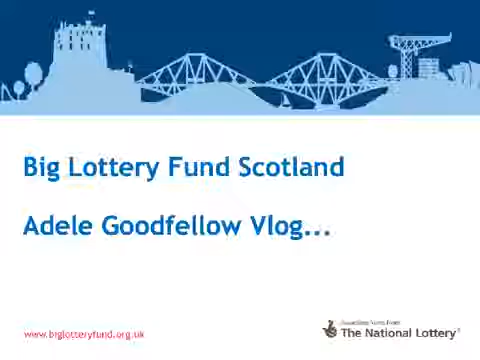 Big Lottery Fund Scotland
Adele Goodfellow Vlog...
www.biglotteryfund.org.uk
The National Lottery